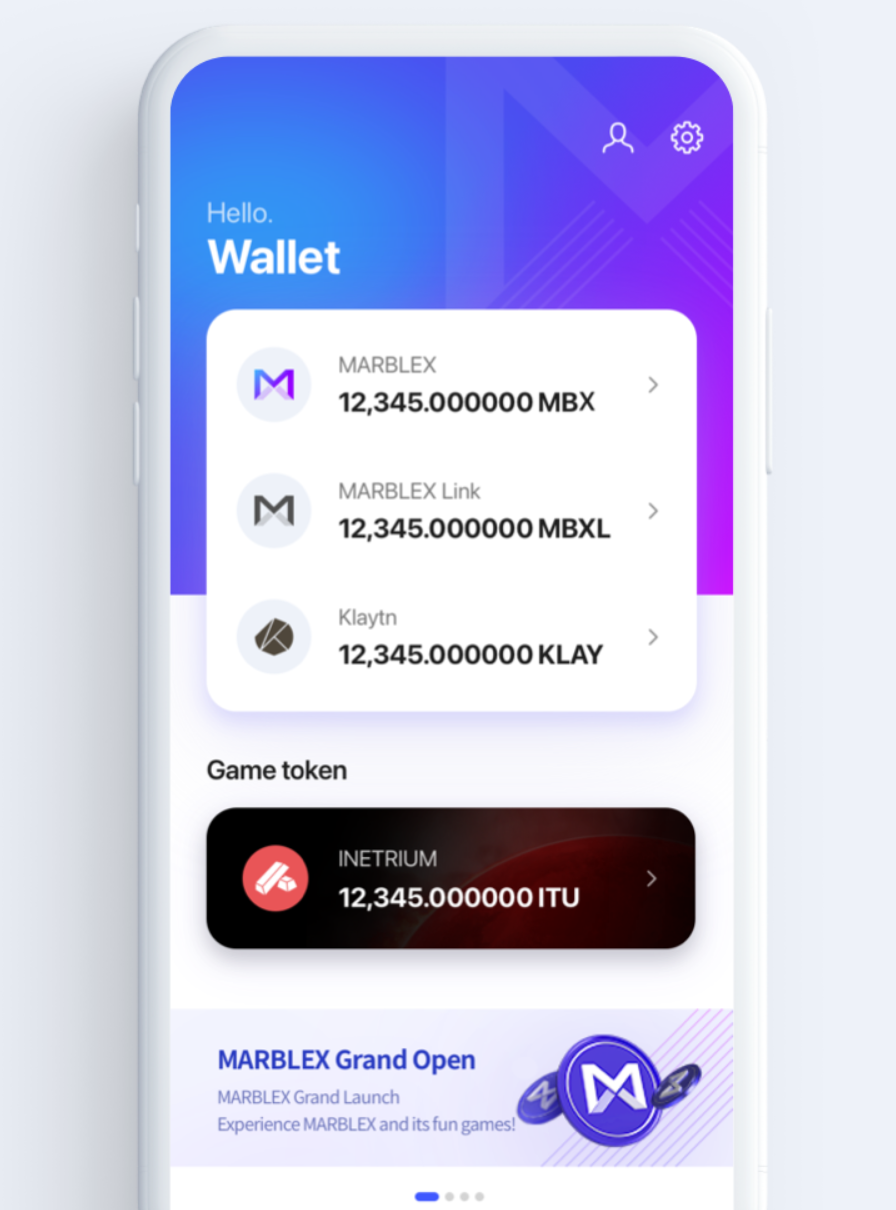 Hello.
Wallet
MARBLEX
12,345.000000 MBX
MARBLEX Link
12,345.000000 MBXL
Klaytn
12,345.000000 KLAY
Game token
INETRIUM
12,345.000000 ITU
MARBLEX Grand Open
MARBLEX Grand Launch
Experience MARBLEX and its fun games!